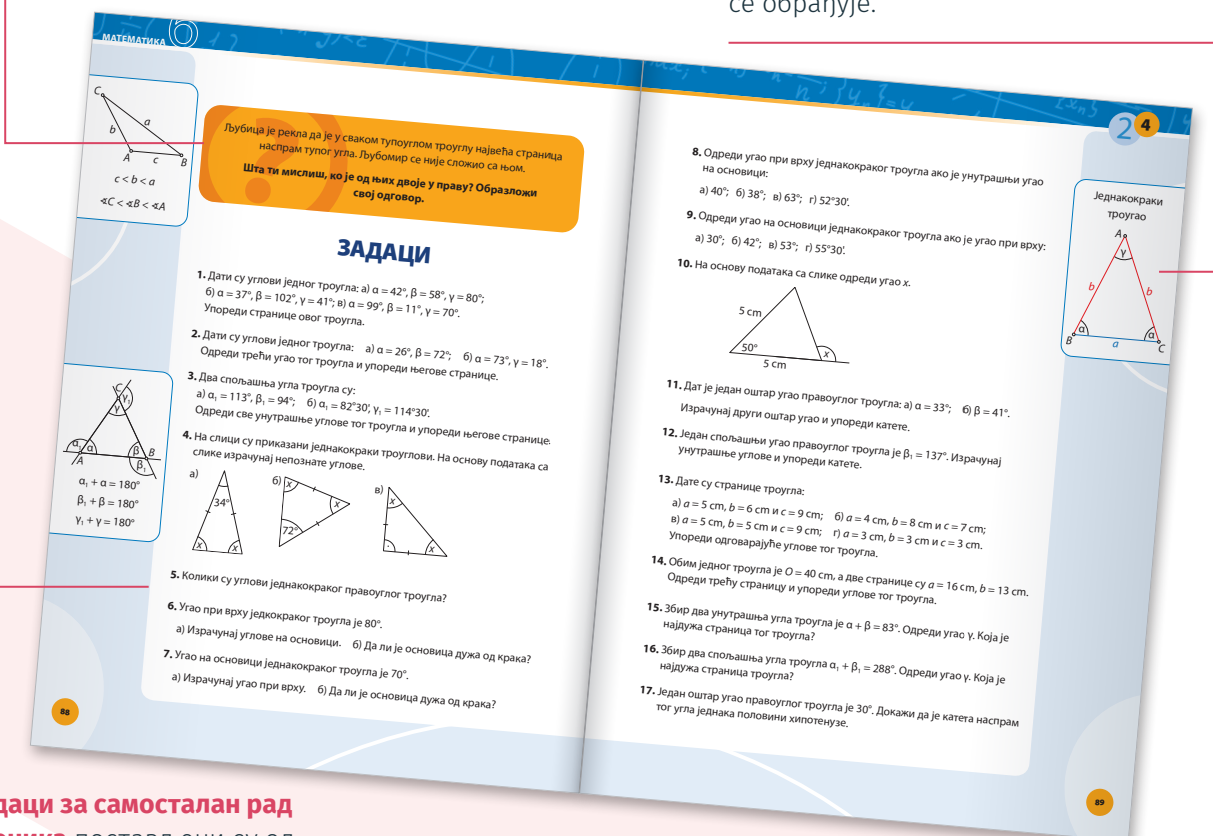 се обрађује.
МАТЕМАТИКА 6
C
a
b
A
c
B
c < b < a
∢C < ∢B < ∢A
Љубица је рекла да је у сваком тупоуглом троуглу највећа страница
наспрам тупог угла. Љубомир се није сложио са њом.
Шта ти мислиш, ко је од њих двоје у праву? Образложи
свој одговор.
ЗАДАЦИ
1. Дати су углови једног троугла: а) α = 42°, β = 58°, γ = 80°;
б) α = 37°, β = 102°, γ = 41°; в) α = 99°, β = 11°, γ = 70°.
Упореди странице овог троугла.
2. Дати су углови једног троугла: а) α = 26°, β = 72°; б) α = 73°, γ = 18°.
Одреди трећи угао тог троугла и упореди његове странице.
3. Два спољашња угла троугла су:
а) α₁ = 113°, β₁ = 94°; б) α₁ = 82°30′, γ₁ = 114°30′.
Одреди све унутрашње углове тог троугла и упореди његове странице.
4. На слици су приказани једнакокраки троуглови. На основу података са
слике израчунај непознате углове.
а)
34°
x
x
б)
x
x
72°
в)
x
x
C
γ₁
γ
α₁
α
β
B
A
β₁
α₁ + α = 180°
β₁ + β = 180°
γ₁ + γ = 180°
5. Колики су углови једнакокраког правоуглог троугла?
6. Угао при врху једкокраког троугла је 80°.
а) Израчунај углове на основици. б) Да ли је основица дужа од крака?
7. Угао на основици једнакокраког троугла је 70°.
а) Израчунај угао при врху. б) Да ли је основица дужа од крака?
88
2 4
8. Одреди угао при врху једнакокраког троугла ако је унутрашњи угао
на основици:
а) 40°; б) 38°; в) 63°; г) 52°30′.
9. Одреди угао на основици једнакокраког троугла ако је угао при врху:
а) 30°; б) 42°; в) 53°; г) 55°30′.
10. На основу података са слике одреди угао x.
5 cm
50°
x
5 cm
11. Дат је један оштар угао правоуглог троугла: а) α = 33°; б) β = 41°.
Израчунај други оштар угао и упореди катете.
12. Један спољашњи угао правоуглог троугла је β₁ = 137°. Израчунај
унутрашње углове и упореди катете.
13. Дате су странице троугла:
а) a = 5 cm, b = 6 cm и c = 9 cm; б) a = 4 cm, b = 8 cm и c = 7 cm;
в) a = 5 cm, b = 5 cm и c = 9 cm; г) a = 3 cm, b = 3 cm и c = 3 cm.
Упореди одговарајуће углове тог троугла.
14. Обим једног троугла је O = 40 cm, а две странице су a = 16 cm, b = 13 cm.
Одреди трећу страницу и упореди углове тог троугла.
15. Збир два унутрашња угла троугла је α + β = 83°. Одреди угао γ. Која је
најдужа страница тог троугла?
16. Збир два спољашња угла троугла α₁ + β₁ = 288°. Одреди угао γ. Која је
најдужа страница троугла?
17. Један оштар угао правоуглог троугла је 30°. Докажи да је катета наспрам
тог угла једнака половини хипотенузе.
Једнакокраки
троугао
A
γ
b
b
α
α
B
a
C
89
даци за самосталан рад